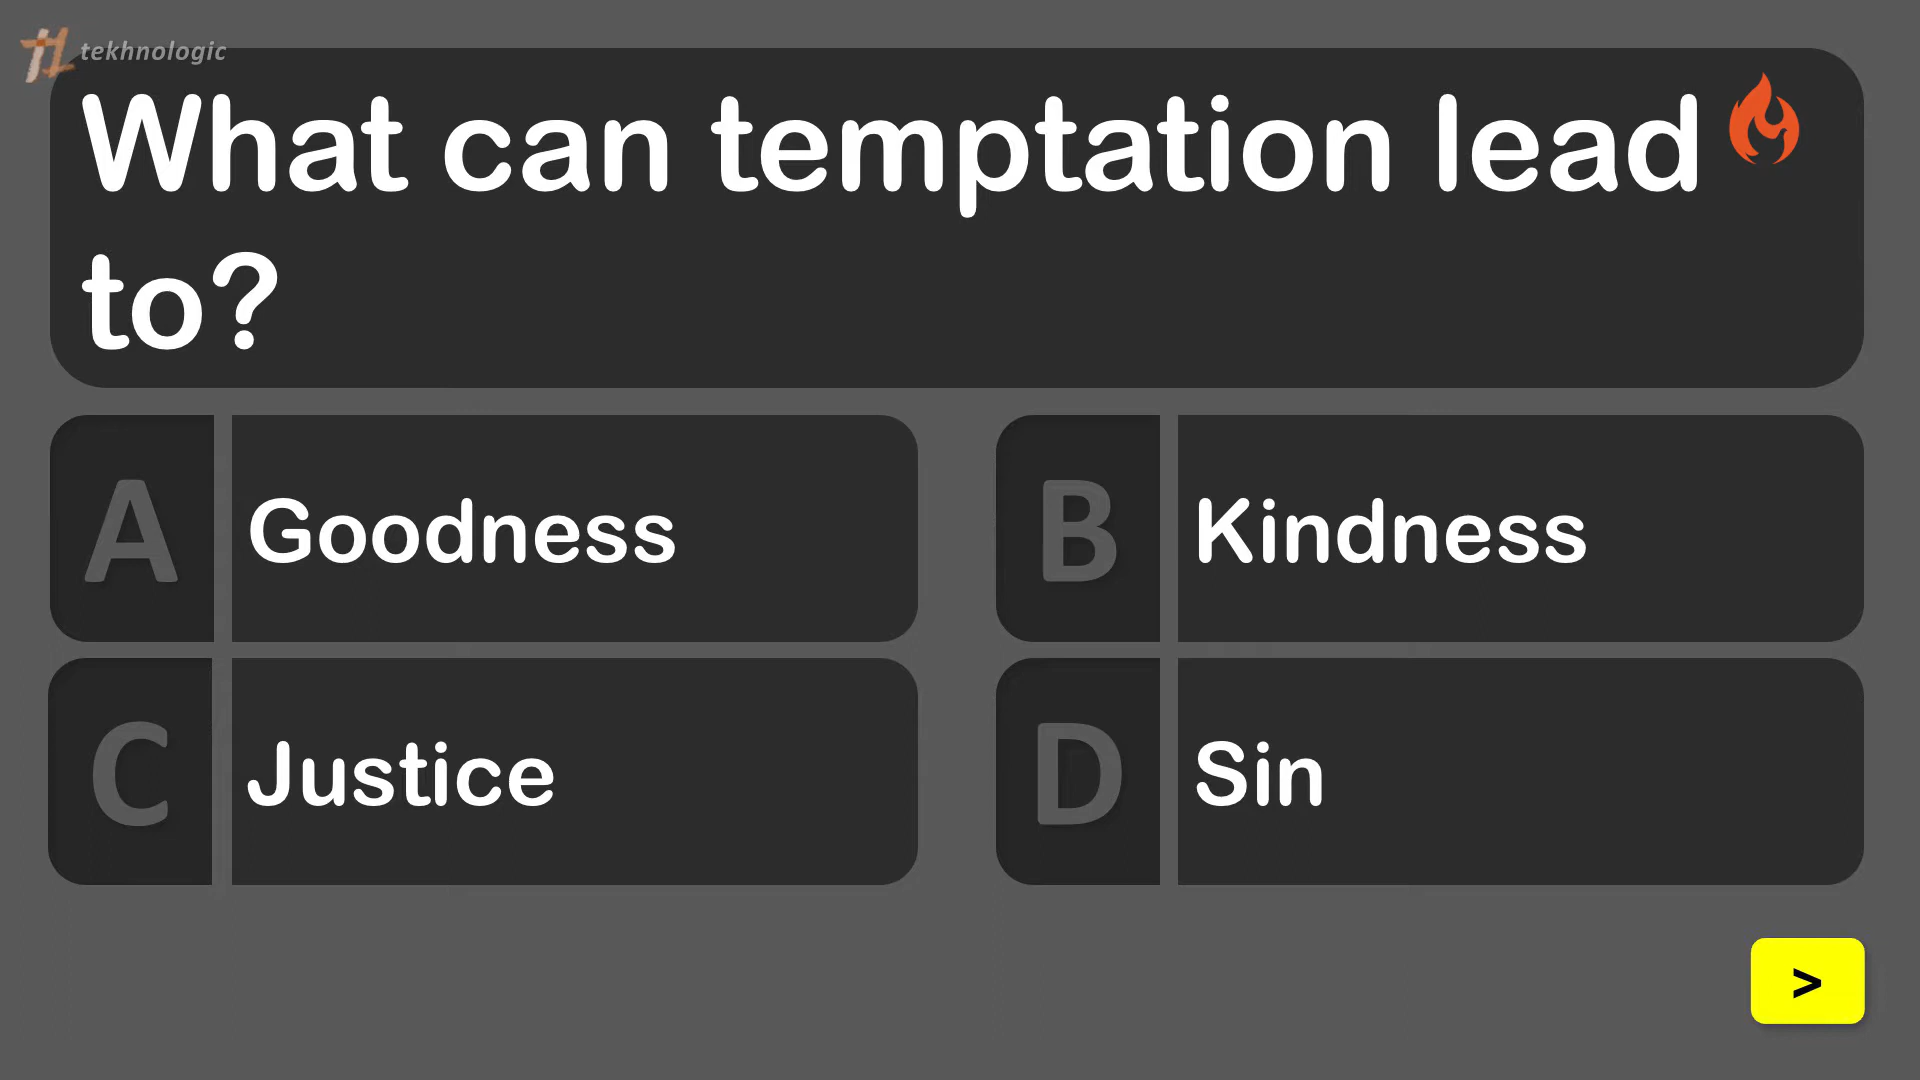 tekhnologic
What can temptation lead
to?
A Goodness
B Kindness
C Justice
D Sin
>